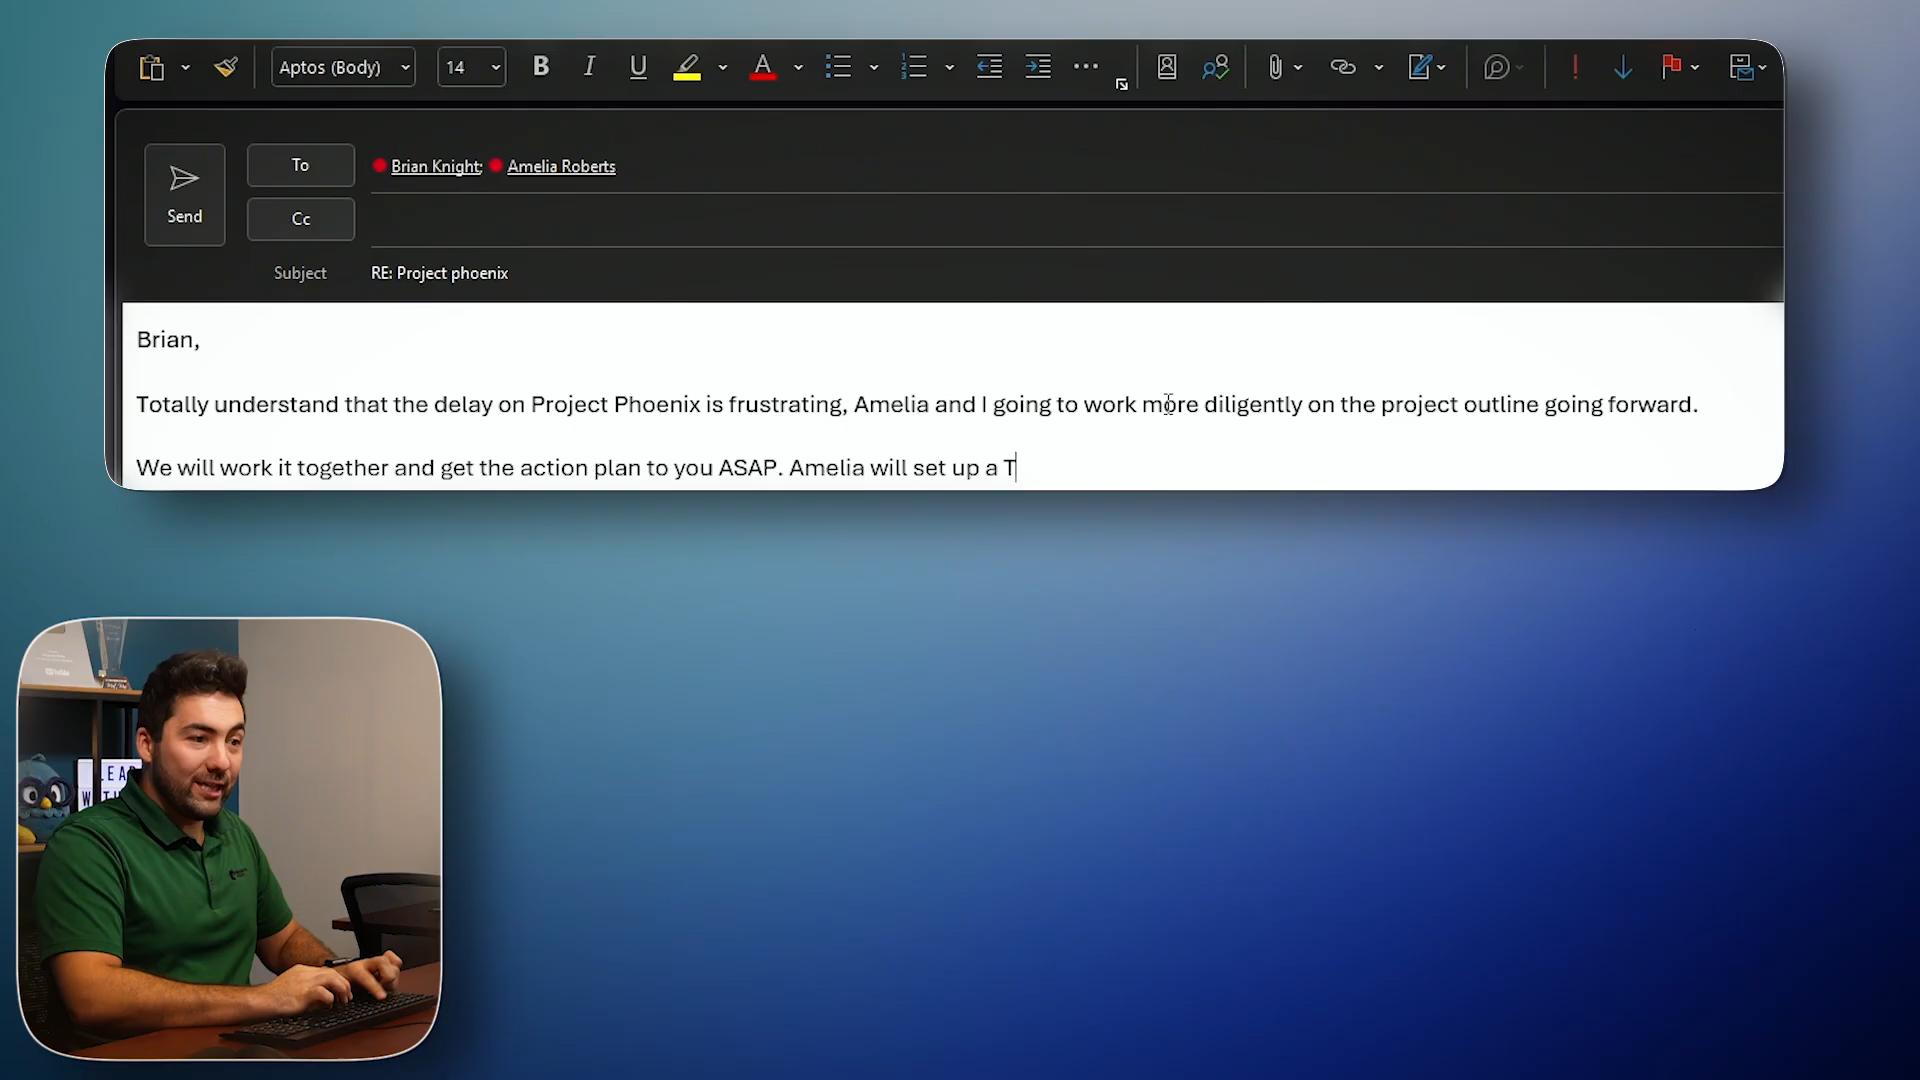 Aptos (Body) 14 B I U A
Send To Brian Knight; Amelia Roberts
Cc
Subject RE: Project phoenix
Brian,
Totally understand that the delay on Project Phoenix is frustrating, Amelia and I going to work more diligently on the project outline going forward.
We will work it together and get the action plan to you ASAP. Amelia will set up a T
LEA
W